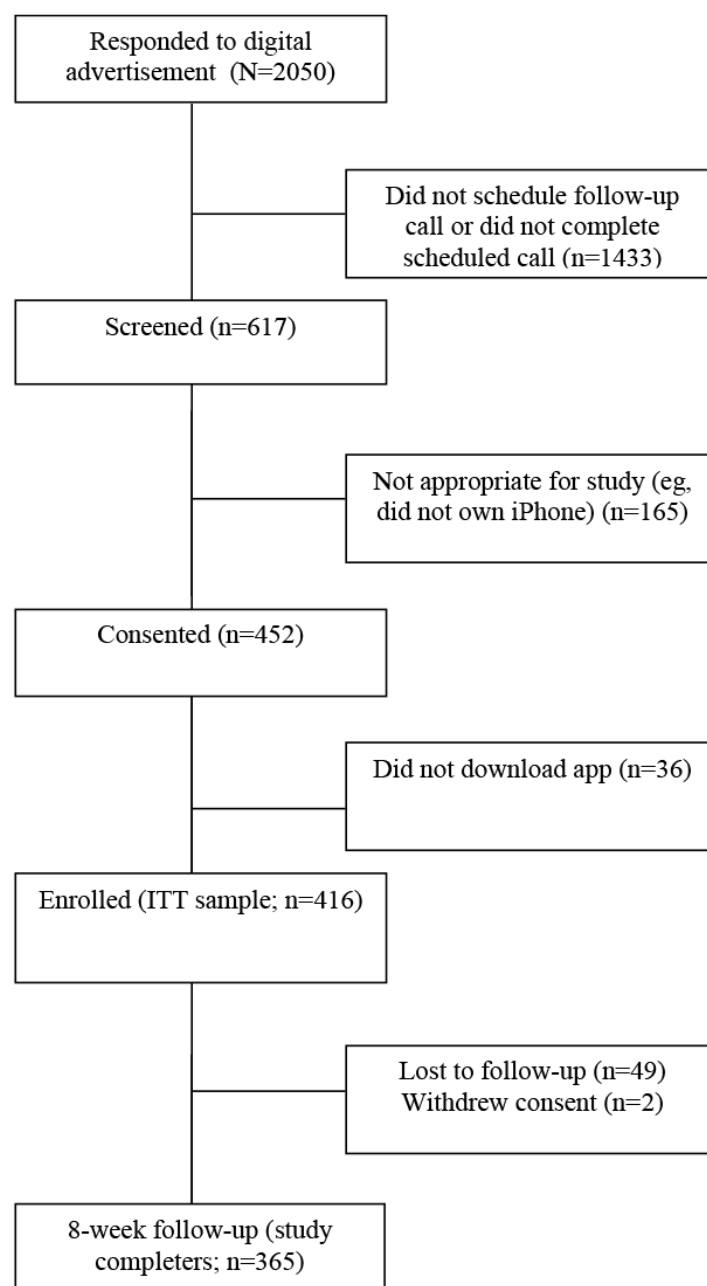 Responded to digital
advertisement (N=2050)
Did not schedule follow-up
call or did not complete
scheduled call (n=1433)
Screened (n=617)
Not appropriate for study (eg,
did not own iPhone) (n=165)
Consented (n=452)
Did not download app (n=36)
Enrolled (ITT sample; n=416)
Lost to follow-up (n=49)
Withdrew consent (n=2)
8-week follow-up (study
completers; n=365)